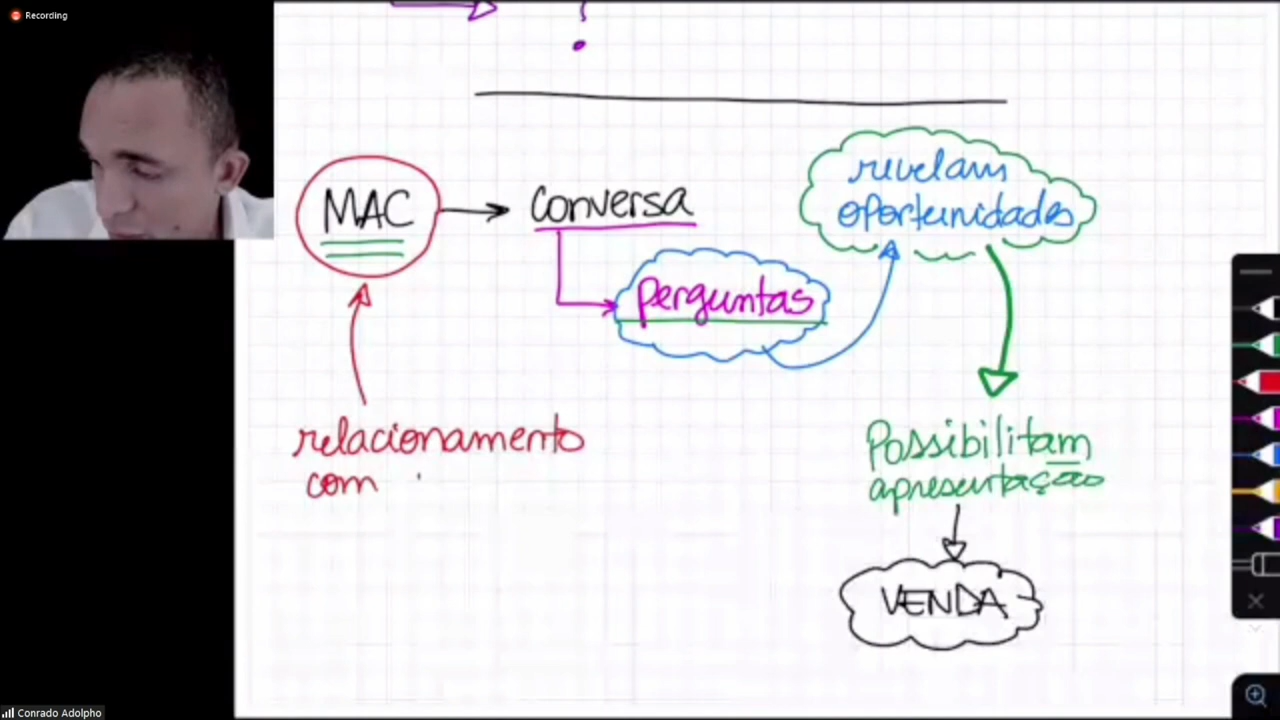 Recording
MAC
conversa
revelam
oportunidades
perguntas
relacionamento
com
Possibilitam
apresentação
VENDA
Conrado Adolpho